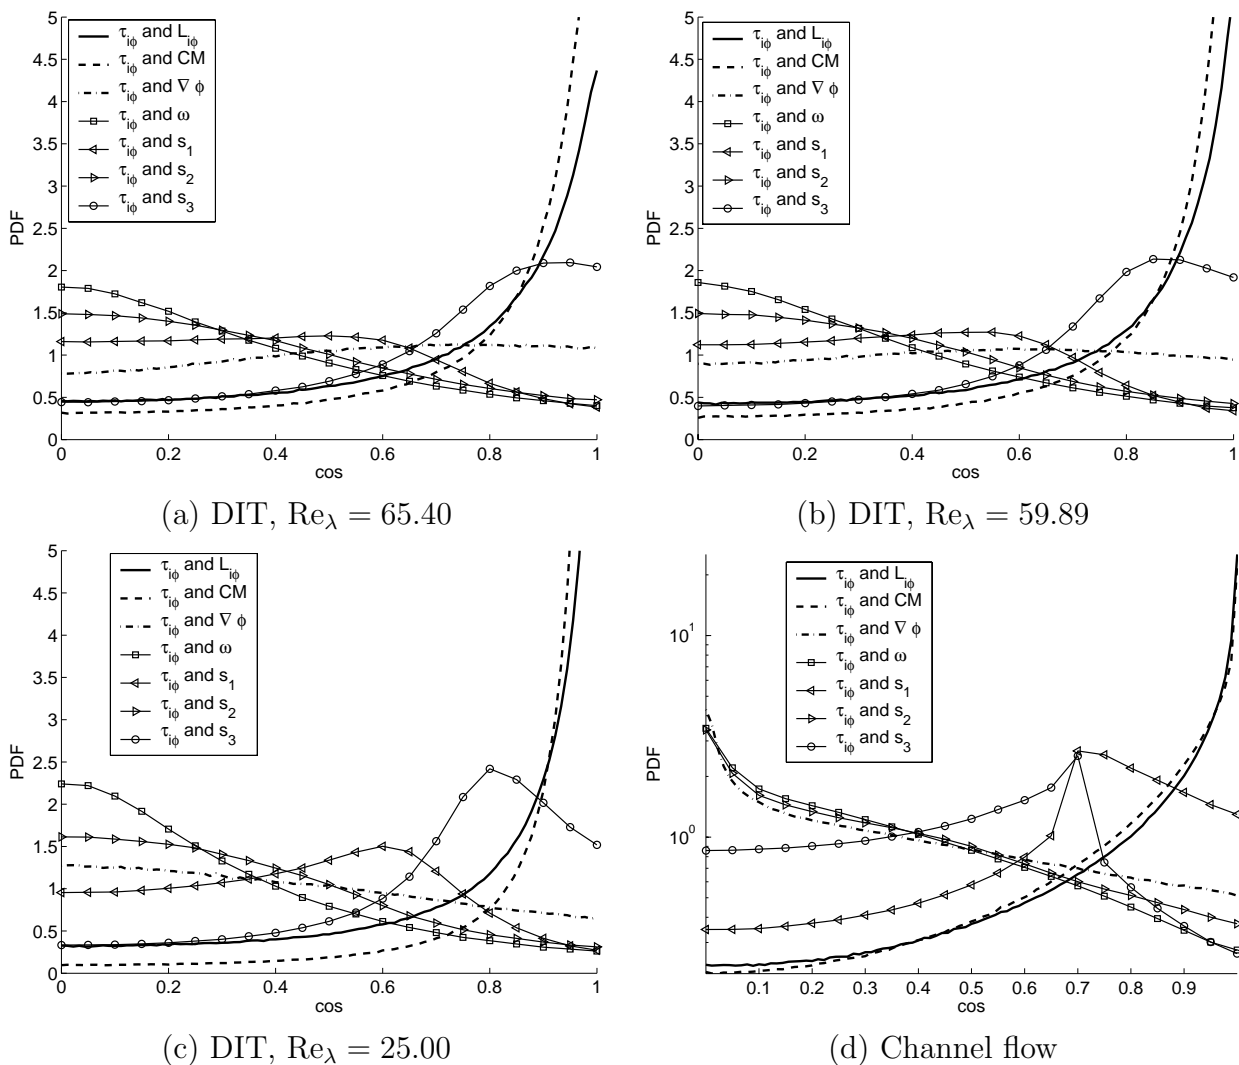 5
4.5
4
3.5
3
2.5
2
1.5
1
0.5
0
PDF
τiϕ and Liϕ
τiϕ and CM
τiϕ and ∇ ϕ
τiϕ and ω
τiϕ and s1
τiϕ and s2
τiϕ and s3
0 0.2 0.4 0.6 0.8 1
cos
(a) DIT, Reλ = 65.40
5
4.5
4
3.5
3
2.5
2
1.5
1
0.5
0
PDF
τiϕ and Liϕ
τiϕ and CM
τiϕ and ∇ ϕ
τiϕ and ω
τiϕ and s1
τiϕ and s2
τiϕ and s3
0 0.2 0.4 0.6 0.8 1
cos
(b) DIT, Reλ = 59.89
5
4.5
4
3.5
3
2.5
2
1.5
1
0.5
0
PDF
τiϕ and Liϕ
τiϕ and CM
τiϕ and ∇ ϕ
τiϕ and ω
τiϕ and s1
τiϕ and s2
τiϕ and s3
0 0.2 0.4 0.6 0.8 1
cos
(c) DIT, Reλ = 25.00
10^1
10^0
PDF
τiϕ and Liϕ
τiϕ and CM
τiϕ and ∇ ϕ
τiϕ and ω
τiϕ and s1
τiϕ and s2
τiϕ and s3
0.1 0.2 0.3 0.4 0.5 0.6 0.7 0.8 0.9
cos
(d) Channel flow